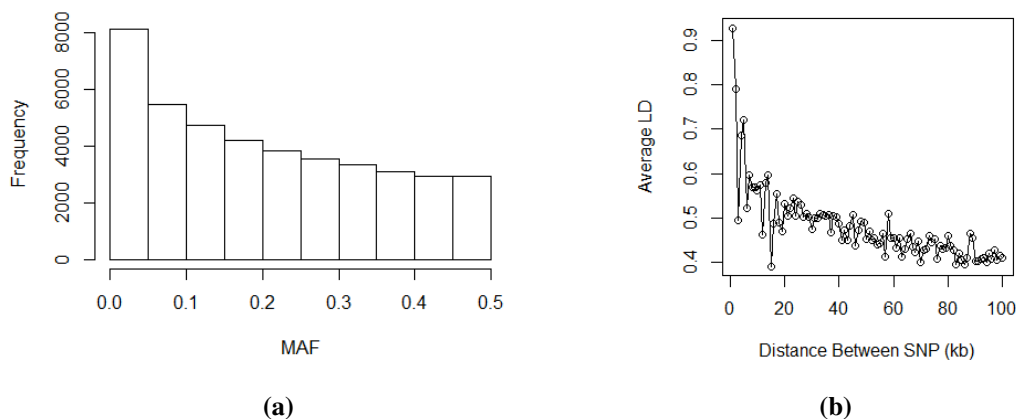 Frequency
0 2000 4000 6000 8000
0.0 0.1 0.2 0.3 0.4 0.5
MAF
(a)
Average LD
0.4 0.5 0.6 0.7 0.8 0.9
0 20 40 60 80 100
Distance Between SNP (kb)
(b)